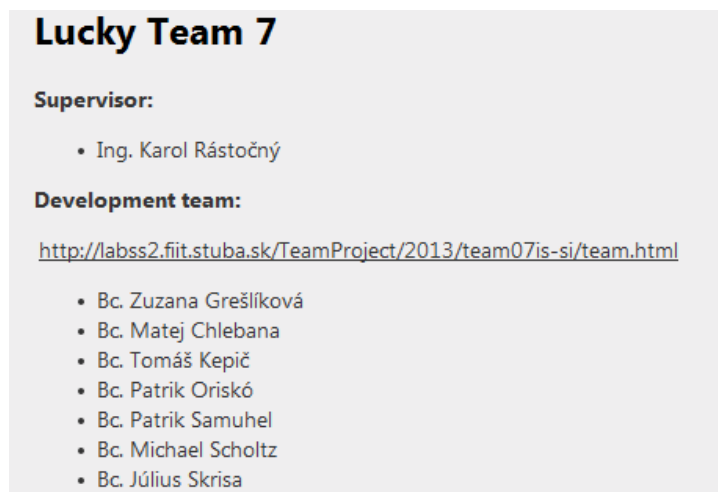 Lucky Team 7
Supervisor:
• Ing. Karol Rástočný
Development team:
http://labss2.fiit.stuba.sk/TeamProject/2013/team07is-si/team.html
• Bc. Zuzana Grešlíková
• Bc. Matej Chlebana
• Bc. Tomáš Kepič
• Bc. Patrik Oriskó
• Bc. Patrik Samuhel
• Bc. Michael Scholtz
• Bc. Július Skrisa